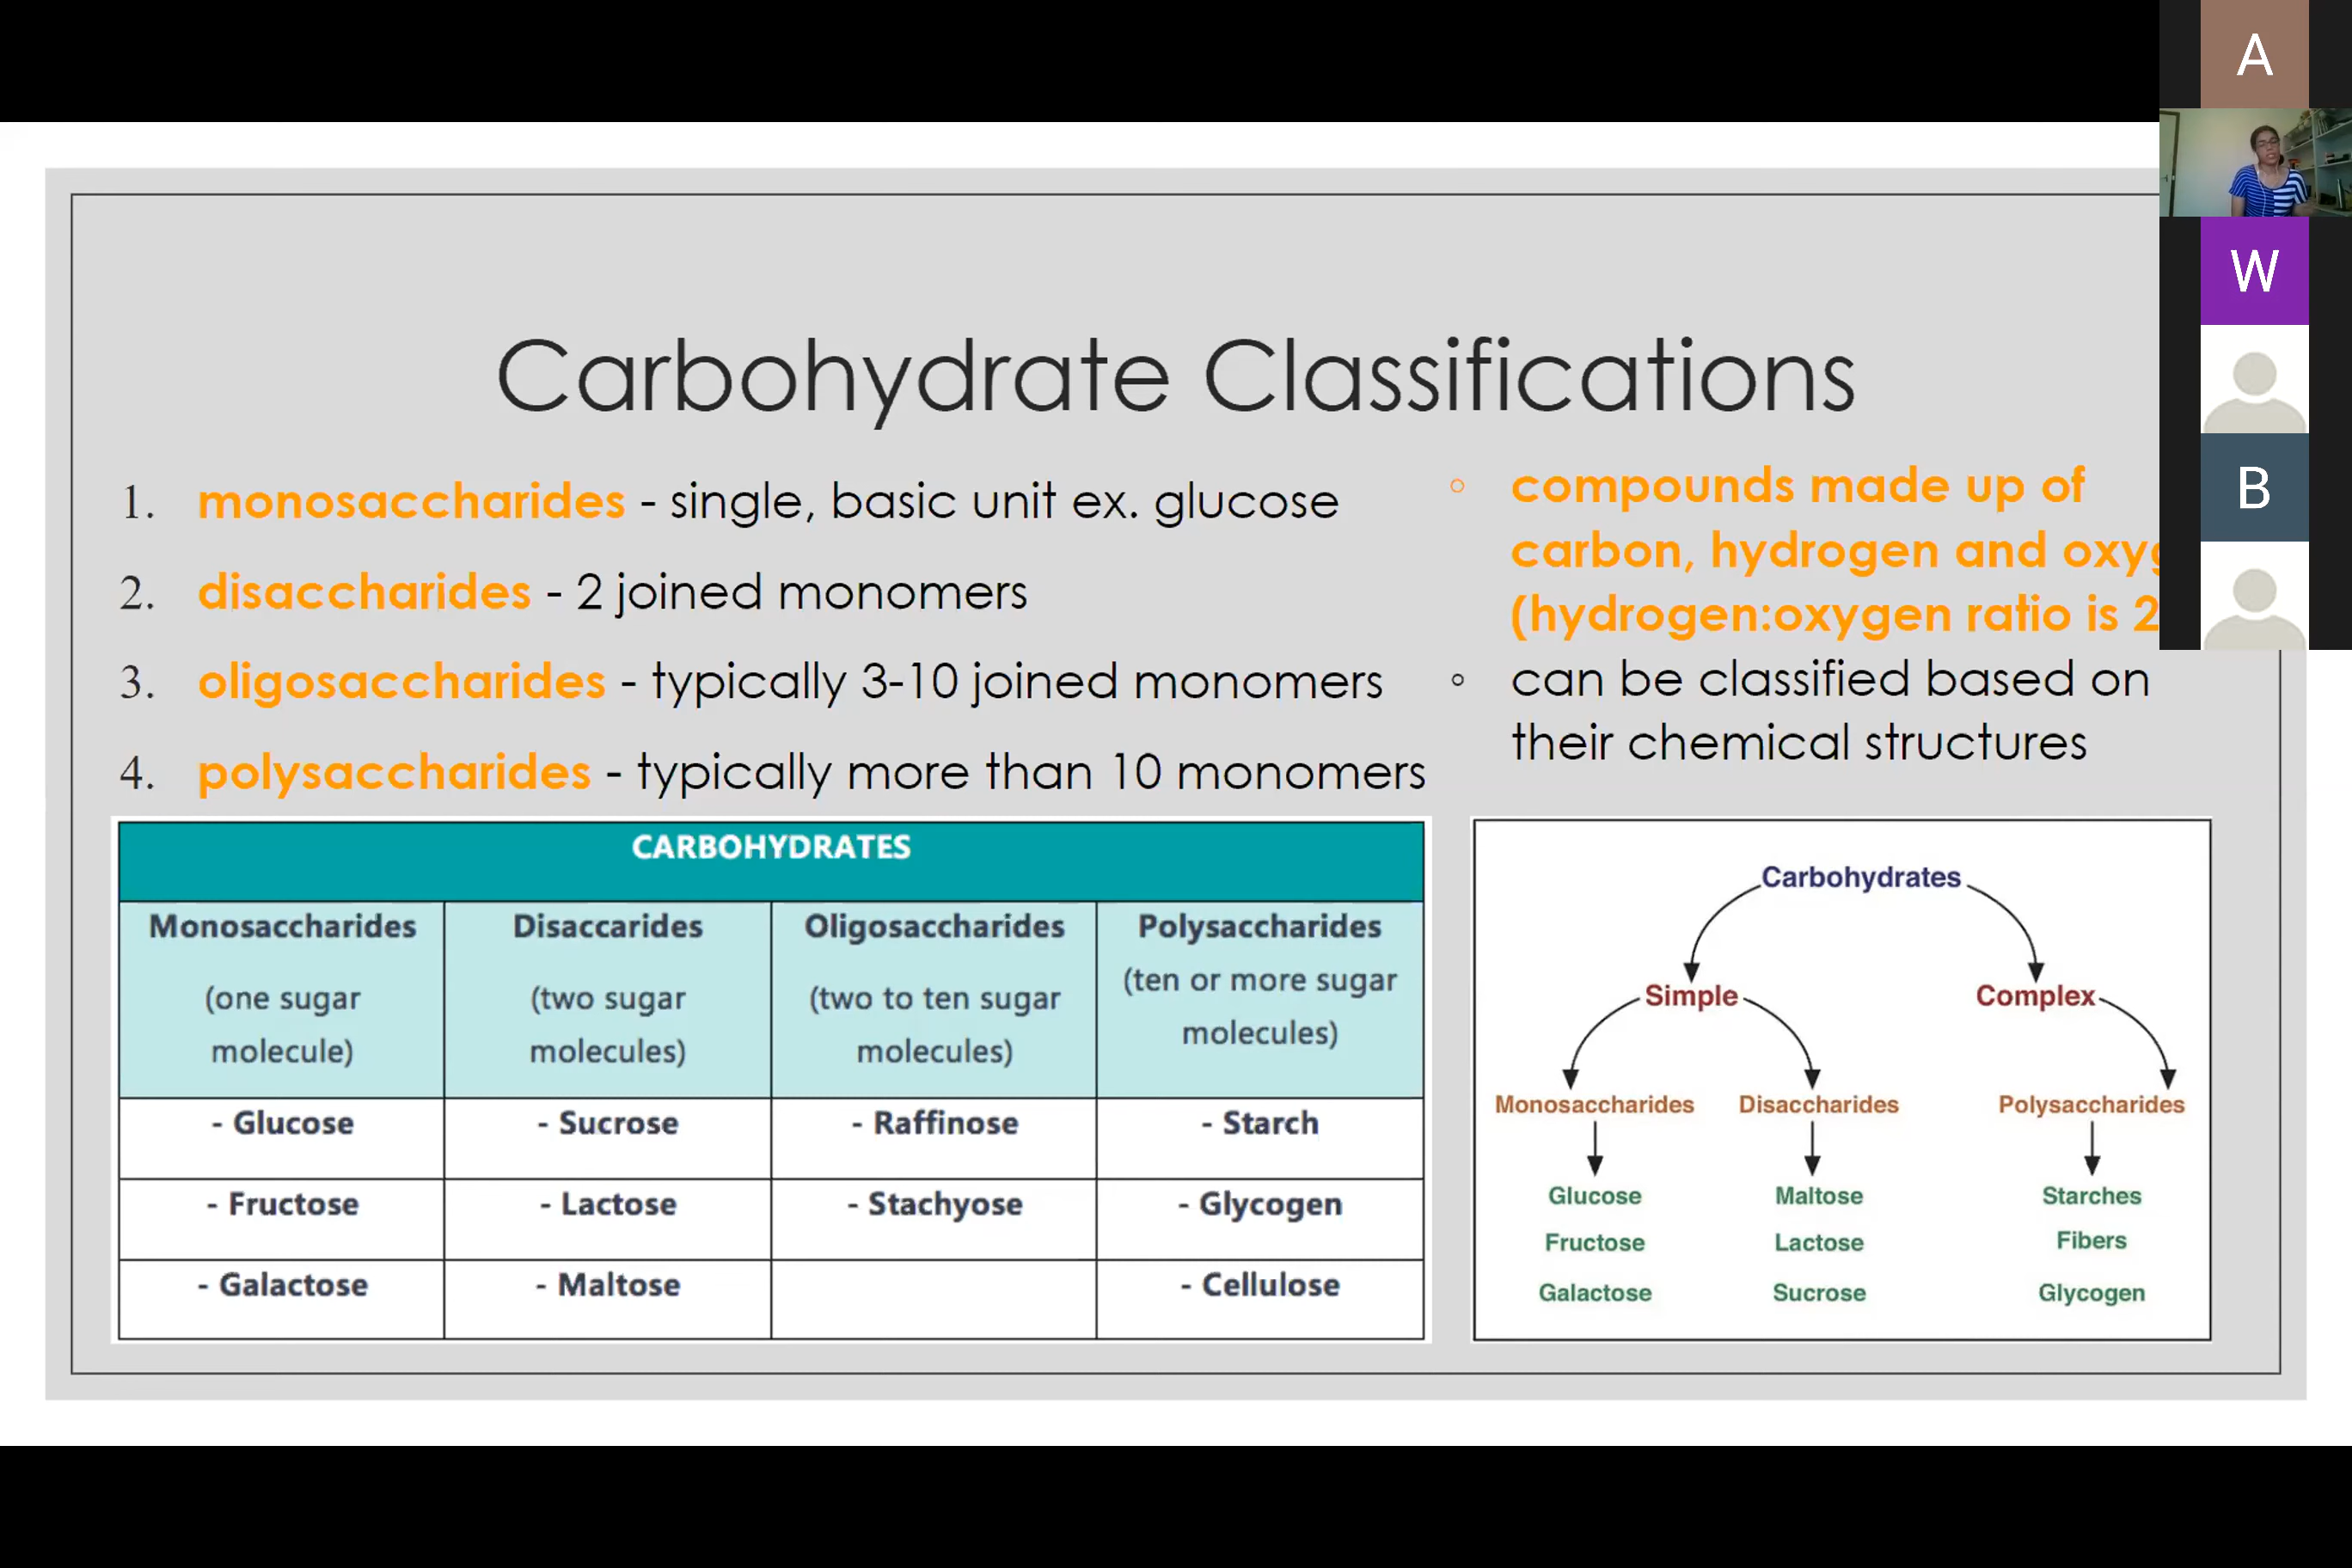 Carbohydrate Classifications
1. monosaccharides - single, basic unit ex. glucose
2. disaccharides - 2 joined monomers
3. oligosaccharides - typically 3-10 joined monomers
4. polysaccharides - typically more than 10 monomers
◦ compounds made up of
carbon, hydrogen and
(hydrogen:oxygen ratio is 2
◦ can be classified based on
their chemical structures
CARBOHYDRATES
Monosaccharides
(one sugar
molecule)
Disaccarides
(two sugar
molecules)
Oligosaccharides
(two to ten sugar
molecules)
Polysaccharides
(ten or more sugar
molecules)
- Glucose
- Sucrose
- Raffinose
- Starch
- Fructose
- Lactose
- Stachyose
- Glycogen
- Galactose
- Maltose
- Cellulose
Carbohydrates
Simple
Complex
Monosaccharides
Disaccharides
Polysaccharides
Glucose
Maltose
Starches
Fructose
Lactose
Fibers
Galactose
Sucrose
Glycogen
A
W
B